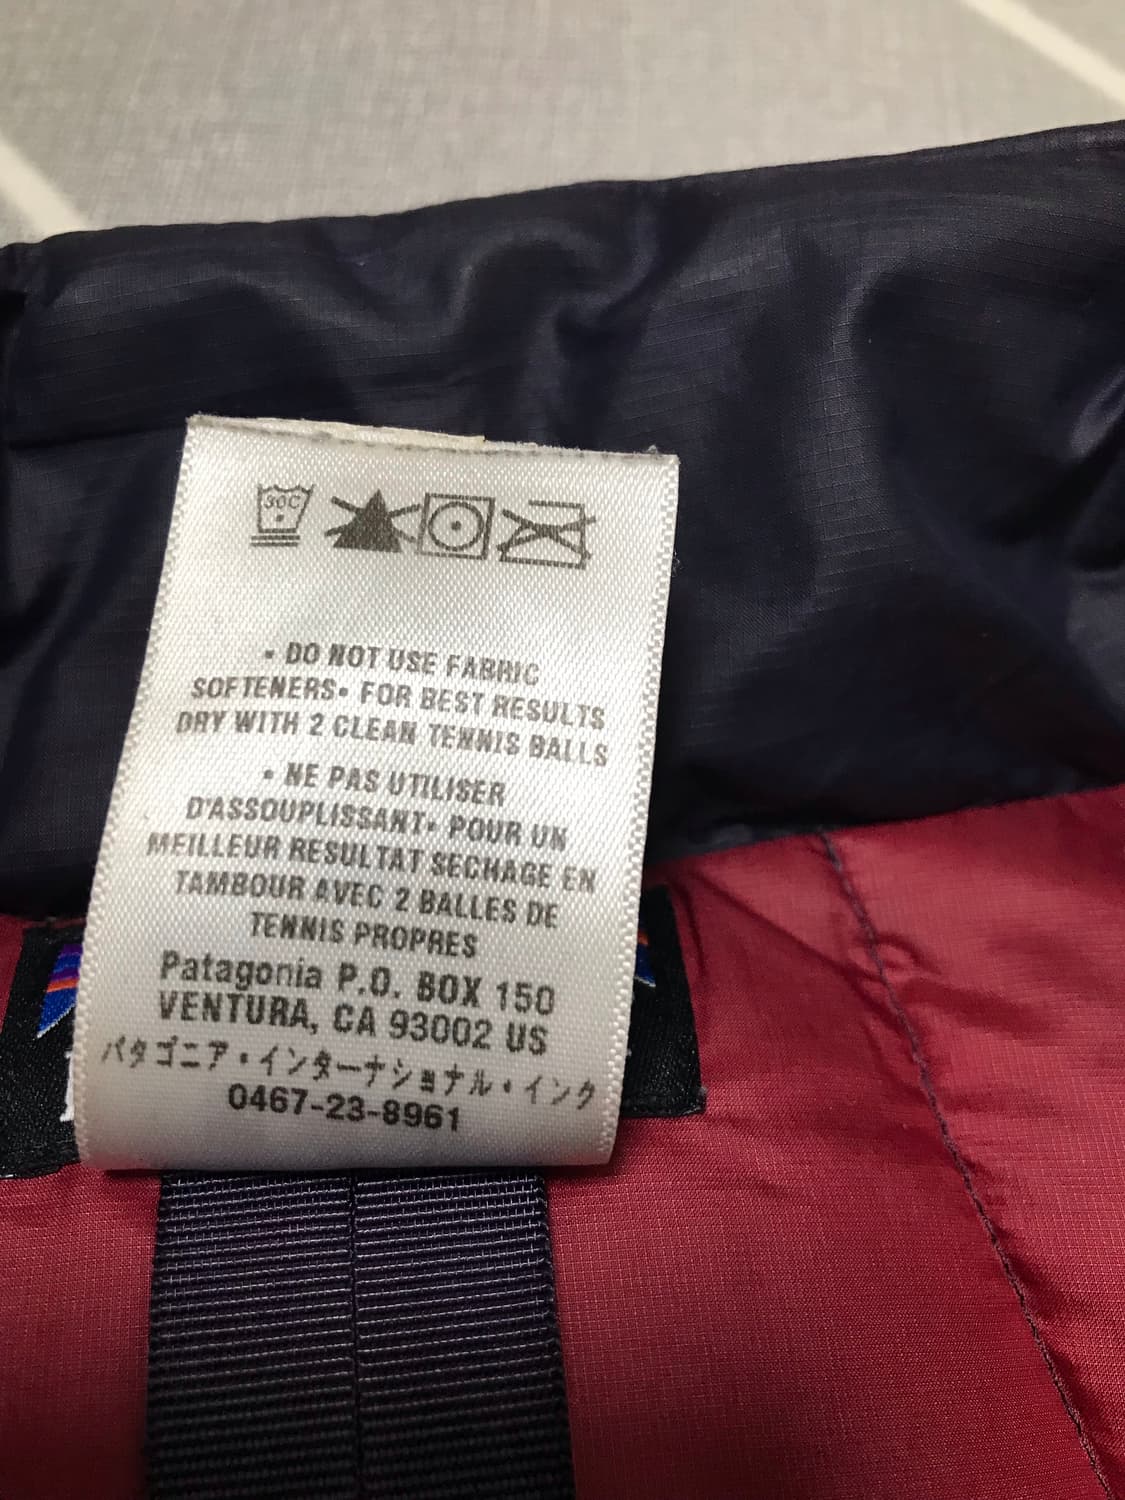 30C
• DO NOT USE FABRIC
SOFTENERS• FOR BEST RESULTS
DRY WITH 2 CLEAN TENNIS BALLS
• NE PAS UTILISER
D'ASSOUPLISSANT• POUR UN
MEILLEUR RESULTAT SECHAGE EN
TAMBOUR AVEC 2 BALLES DE
TENNIS PROPRES
Patagonia P.O. BOX 150
VENTURA, CA 93002 US
パタゴニア・インターナショナル・インク
0467-23-8961